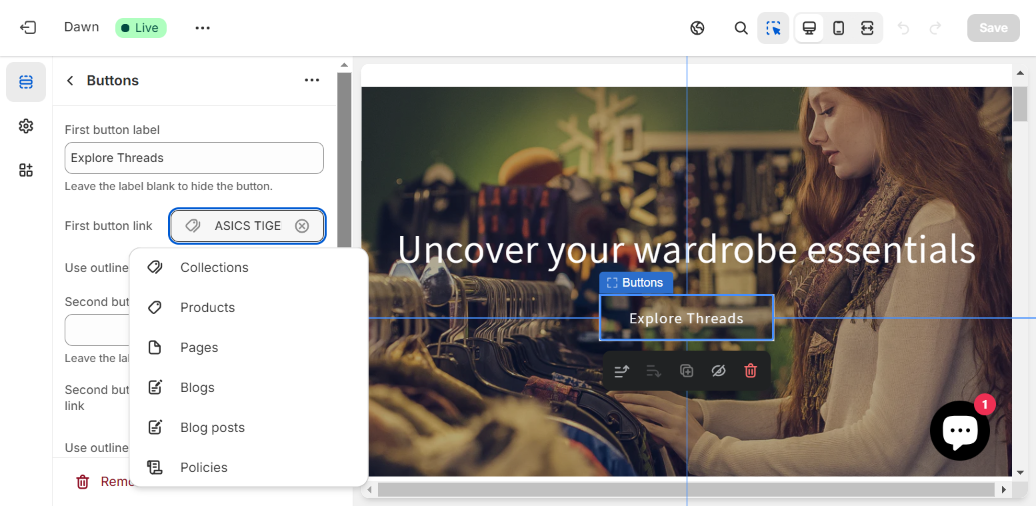 Dawn
Live
Save
Buttons
First button label
Explore Threads
Leave the label blank to hide the button.
First button link
ASICS TIGE
Collections
Use outline
Products
Second but
Pages
Leave the lal
Blogs
Second but
link
Blog posts
Use outline
Policies
Remo
Uncover your wardrobe essentials
Buttons
Explore Threads
1